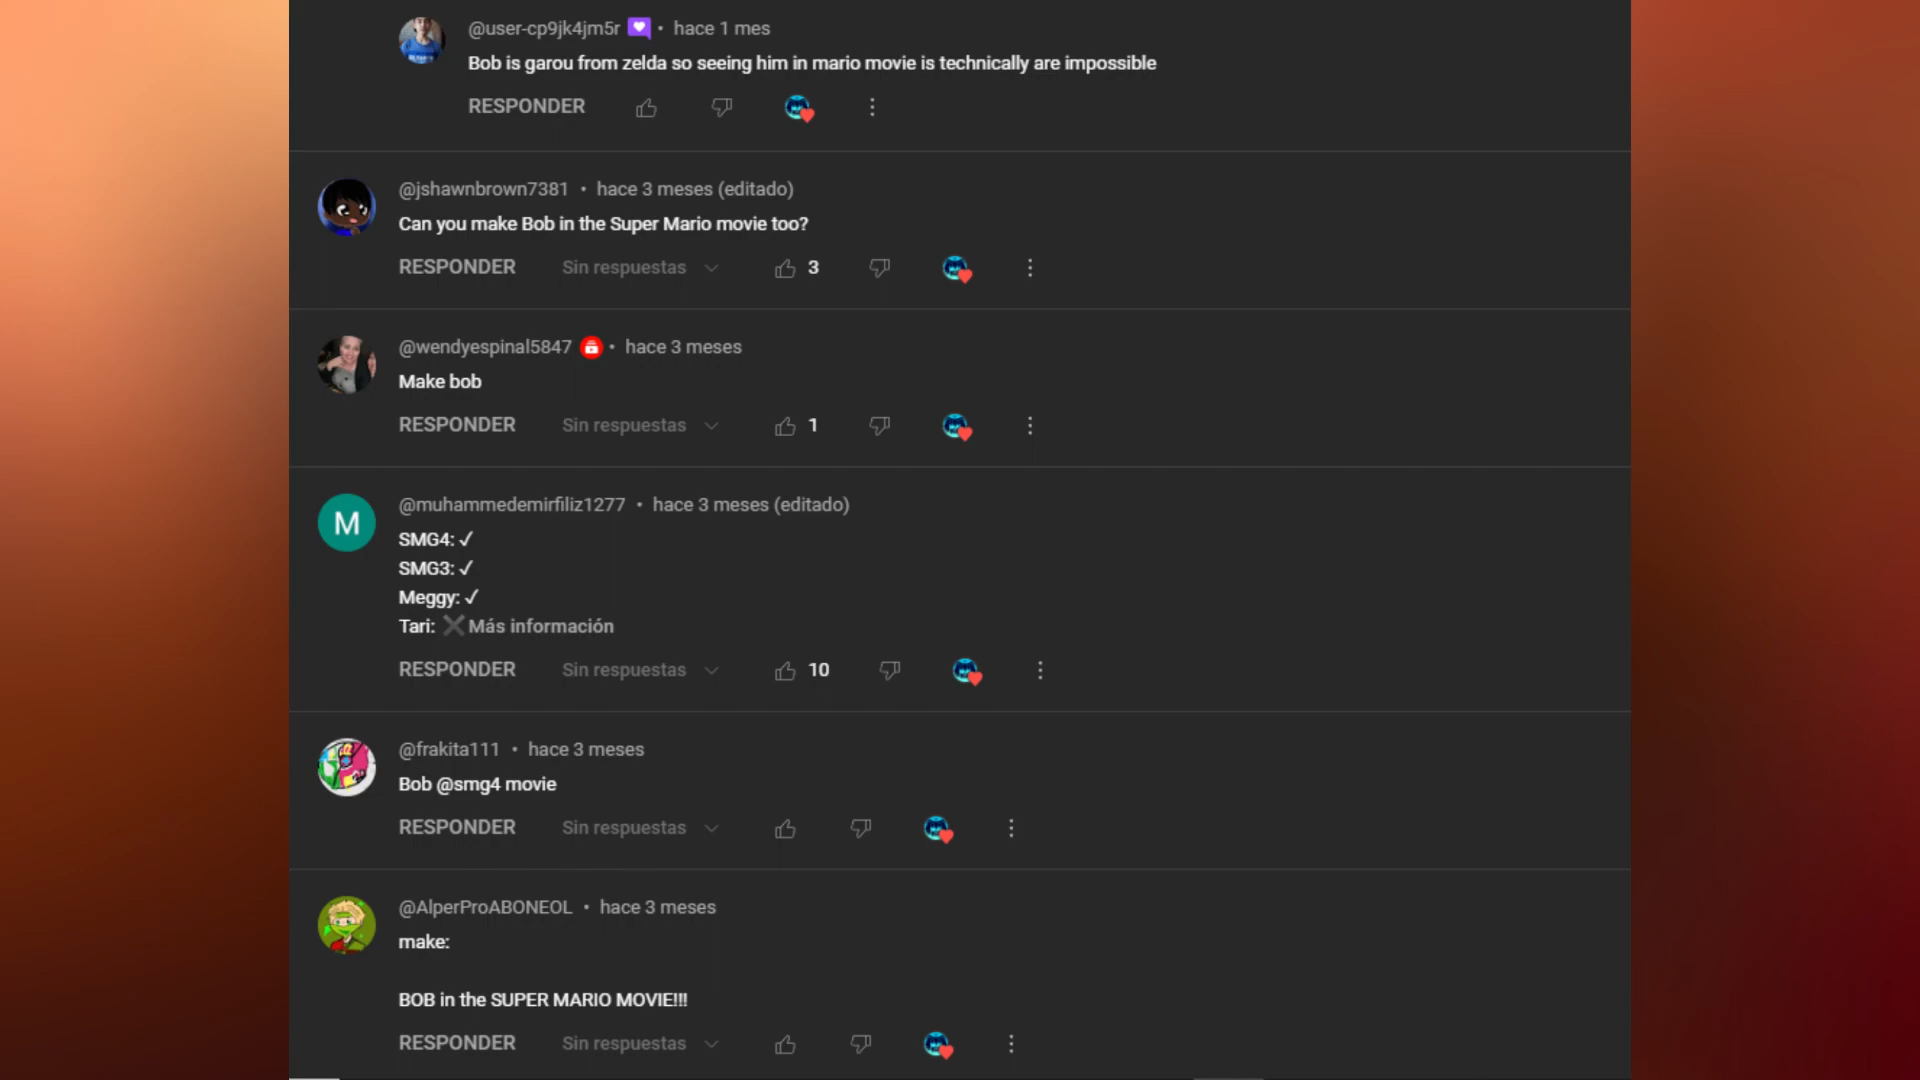 @user-cp9jk4jm5r • hace 1 mes
Bob is garou from zelda so seeing him in mario movie is technically are impossible
RESPONDER
@jshawnbrown7381 • hace 3 meses (editado)
Can you make Bob in the Super Mario movie too?
RESPONDER Sin respuestas 3
@wendyespinal5847 • hace 3 meses
Make bob
RESPONDER Sin respuestas 1
M
@muhammedemirfiliz1277 • hace 3 meses (editado)
SMG4: ✓
SMG3: ✓
Meggy: ✓
Tari: ✕ Más información
RESPONDER Sin respuestas 10
@frakita111 • hace 3 meses
Bob @smg4 movie
RESPONDER Sin respuestas
@AlperProABONEOL • hace 3 meses
make:
BOB in the SUPER MARIO MOVIE!!!
RESPONDER Sin respuestas